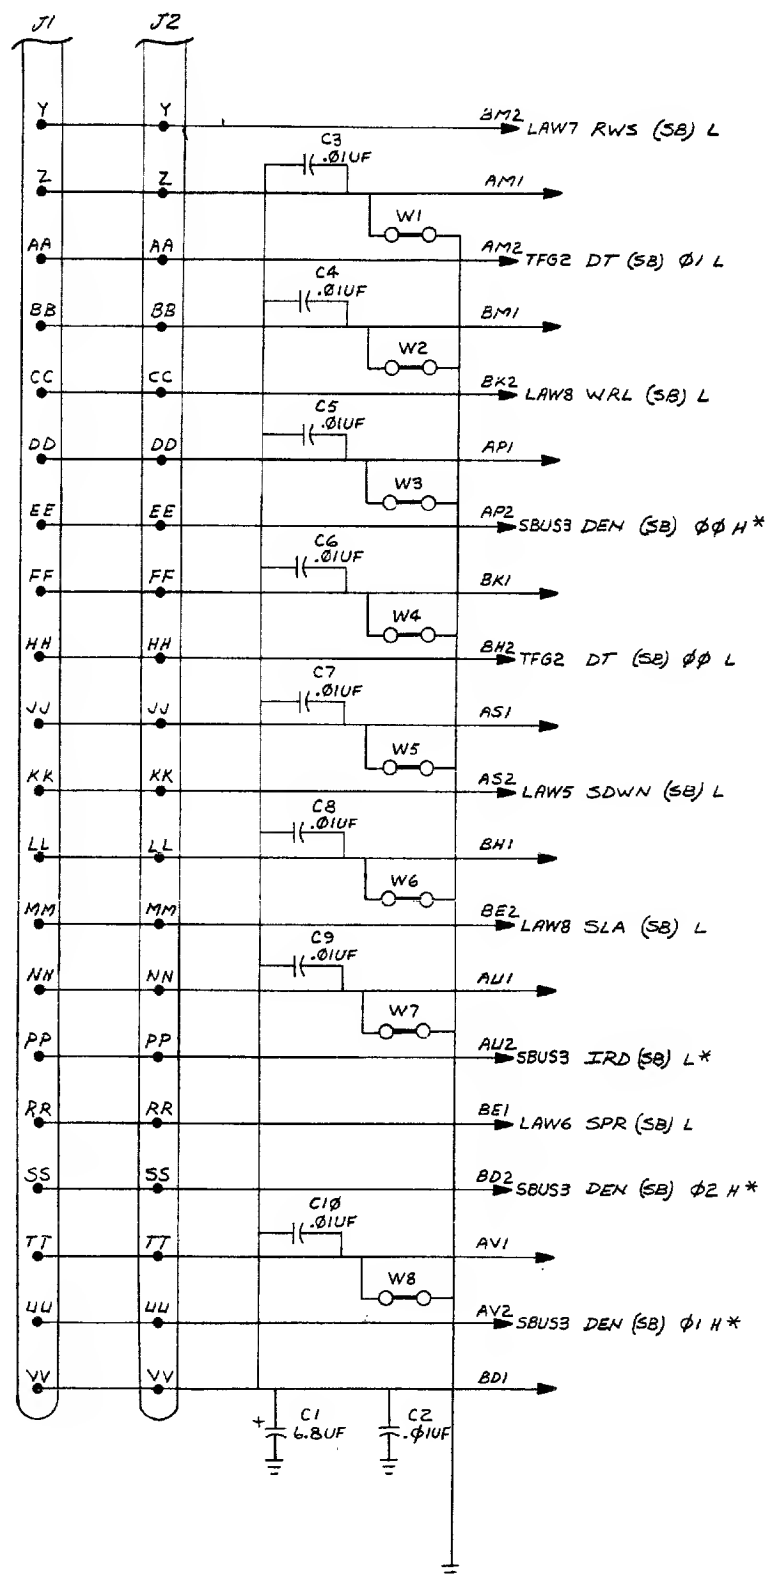 J1 J2
Y Y BM2 LAW7 RWS (SB) L
C3
.Ø1UF
Z Z AM1
W1
AA AA AM2 TFG2 DT (SB) Ø1 L
C4
.Ø1UF
BB BB BM1
W2
CC CC BK2 LAW8 WRL (SB) L
C5
.Ø1UF
DD DD AP1
W3
EE EE AP2 SBUS3 DEN (SB) ØØ H*
C6
.Ø1UF
FF FF BK1
W4
HH HH BH2 TFG2 DT (SB) ØØ L
C7
.Ø1UF
JJ JJ AS1
W5
KK KK AS2 LAW5 SDWN (SB) L
C8
.Ø1UF
LL LL BH1
W6
MM MM BE2 LAW8 SLA (SB) L
C9
.Ø1UF
NN NN AU1
W7
PP PP AU2 SBUS3 IRD (SB) L*
RR RR BE1 LAW6 SPR (SB) L
SS SS BD2 SBUS3 DEN (SB) Ø2 H*
C1Ø
.Ø1UF
TT TT AV1
W8
UU UU AV2 SBUS3 DEN (SB) Ø1 H*
VV VV BD1
C1 C2
+ 6.8UF .Ø1UF